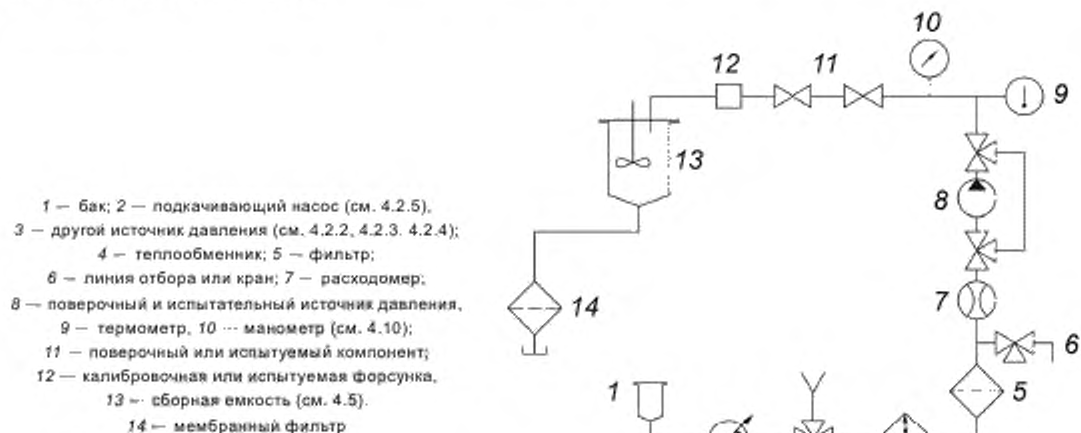 10
12
11
9
13
1 — бак; 2 — подкачивающий насос (см. 4.2.5),
8
3 — другой источник давления (см. 4.2.2, 4.2.3. 4.2.4);
4 — теплообменник; 5 — фильтр;
6 — линия отбора или кран; 7 — расходомер;
8 — поверочный и испытательный источник давления,
7
14
9 — термометр, 10 ··· манометр (см. 4.10);
6
11 — поверочный или испытуемый компонент;
12 — калибровочная или испытуемая форсунка,
1
5
13 — сборная емкость (см. 4.5).
14 — мембранный фильтр